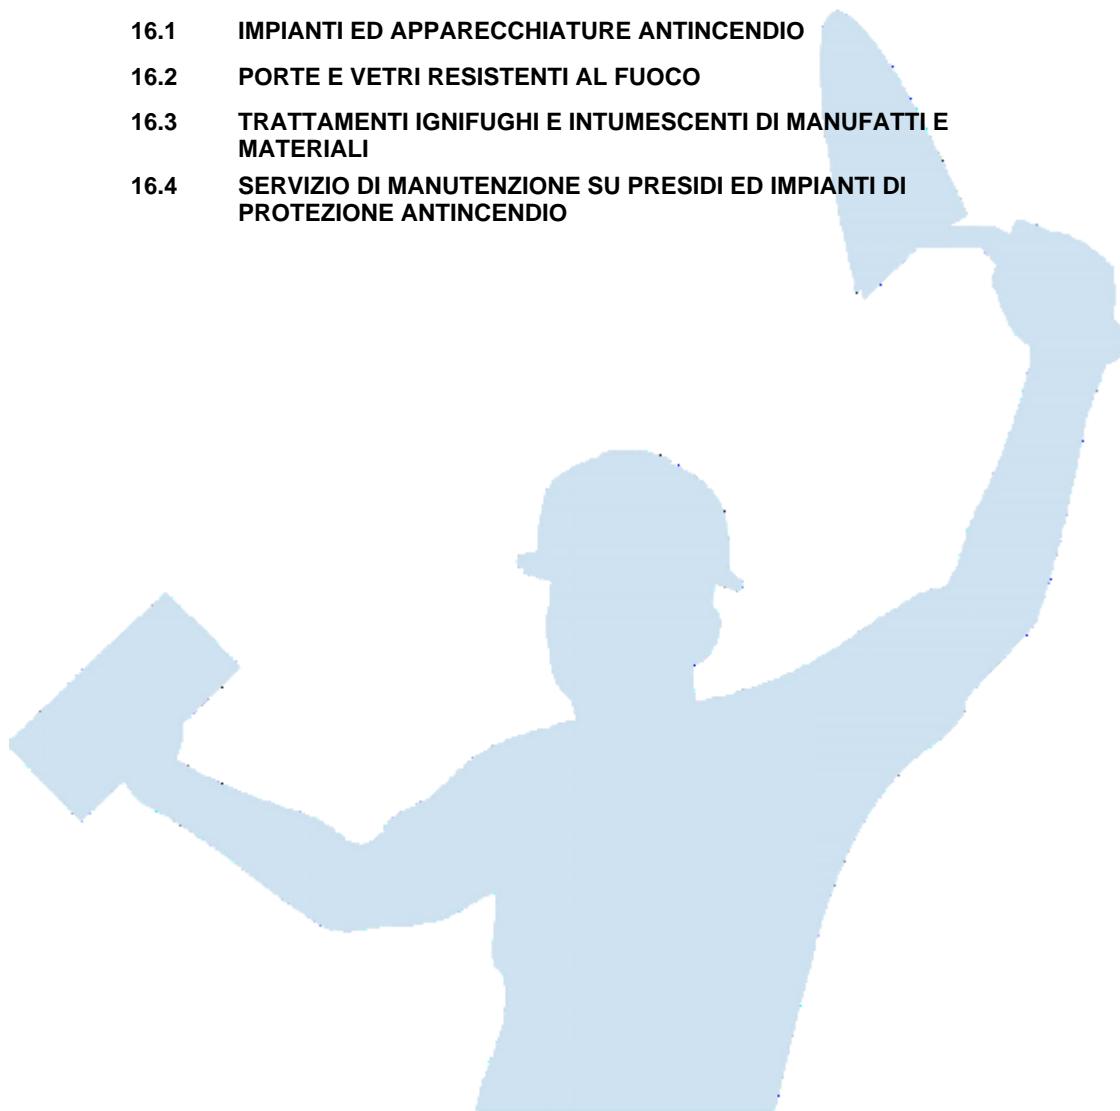 16.1 IMPIANTI ED APPARECCHIATURE ANTINCENDIO
16.2 PORTE E VETRI RESISTENTI AL FUOCO
16.3 TRATTAMENTI IGNIFUGHI E INTUMESCENTI DI MANUFATTI E
MATERIALI
16.4 SERVIZIO DI MANUTENZIONE SU PRESIDI ED IMPIANTI DI
PROTEZIONE ANTINCENDIO